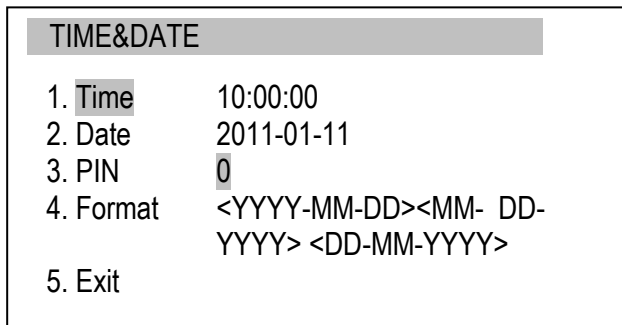 TIME&DATE
1. Time 10:00:00
2. Date 2011-01-11
3. PIN 0
4. Format <YYYY-MM-DD><MM- DD-
YYYY> <DD-MM-YYYY>
5. Exit